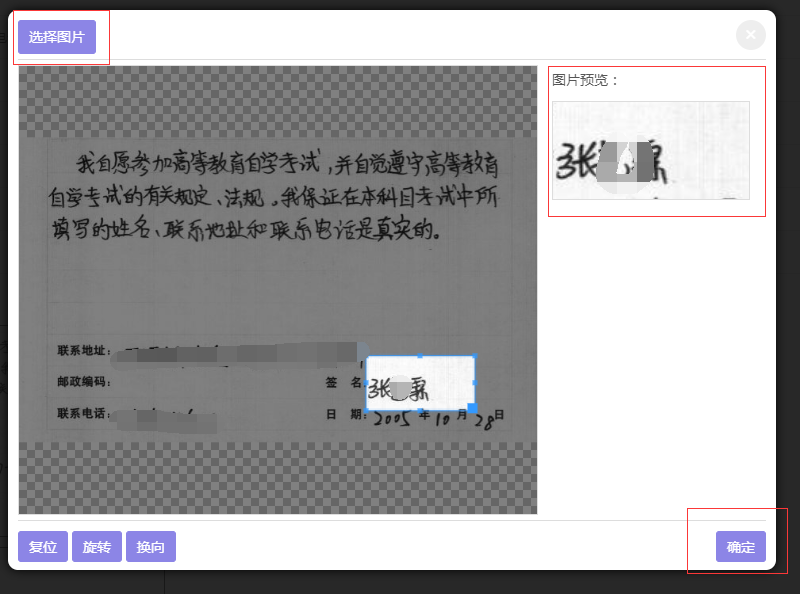 选择图片
图片预览：
我自愿参加高等教育自学考试，并自觉遵守高等教育
自学考试的有关规定、法规。我保证在本科目考试中所
填写的姓名、联系地址和联系电话是真实的。
张
联系地址：
邮政编码：
签 名：张
联系电话：
日 期：2005 年 10 月 28 日
复位 旋转 换向 确定